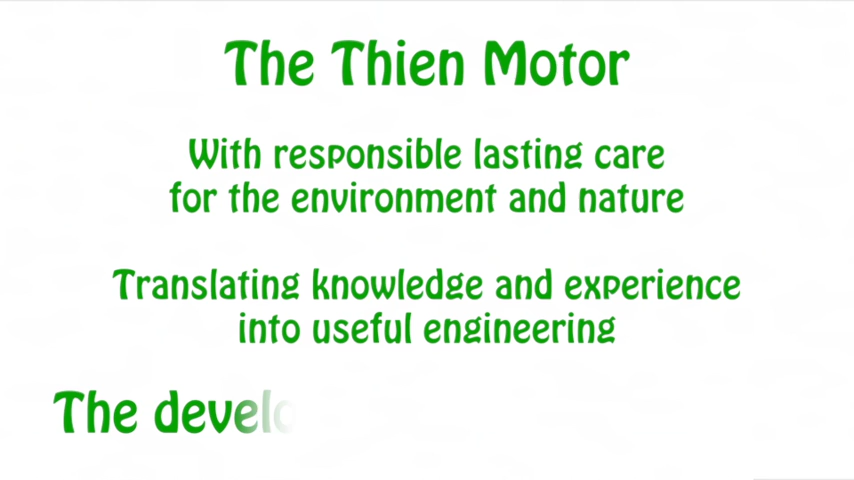 The Thien Motor
With responsible lasting care
for the environment and nature
Translating knowledge and experience
into useful engineering
The